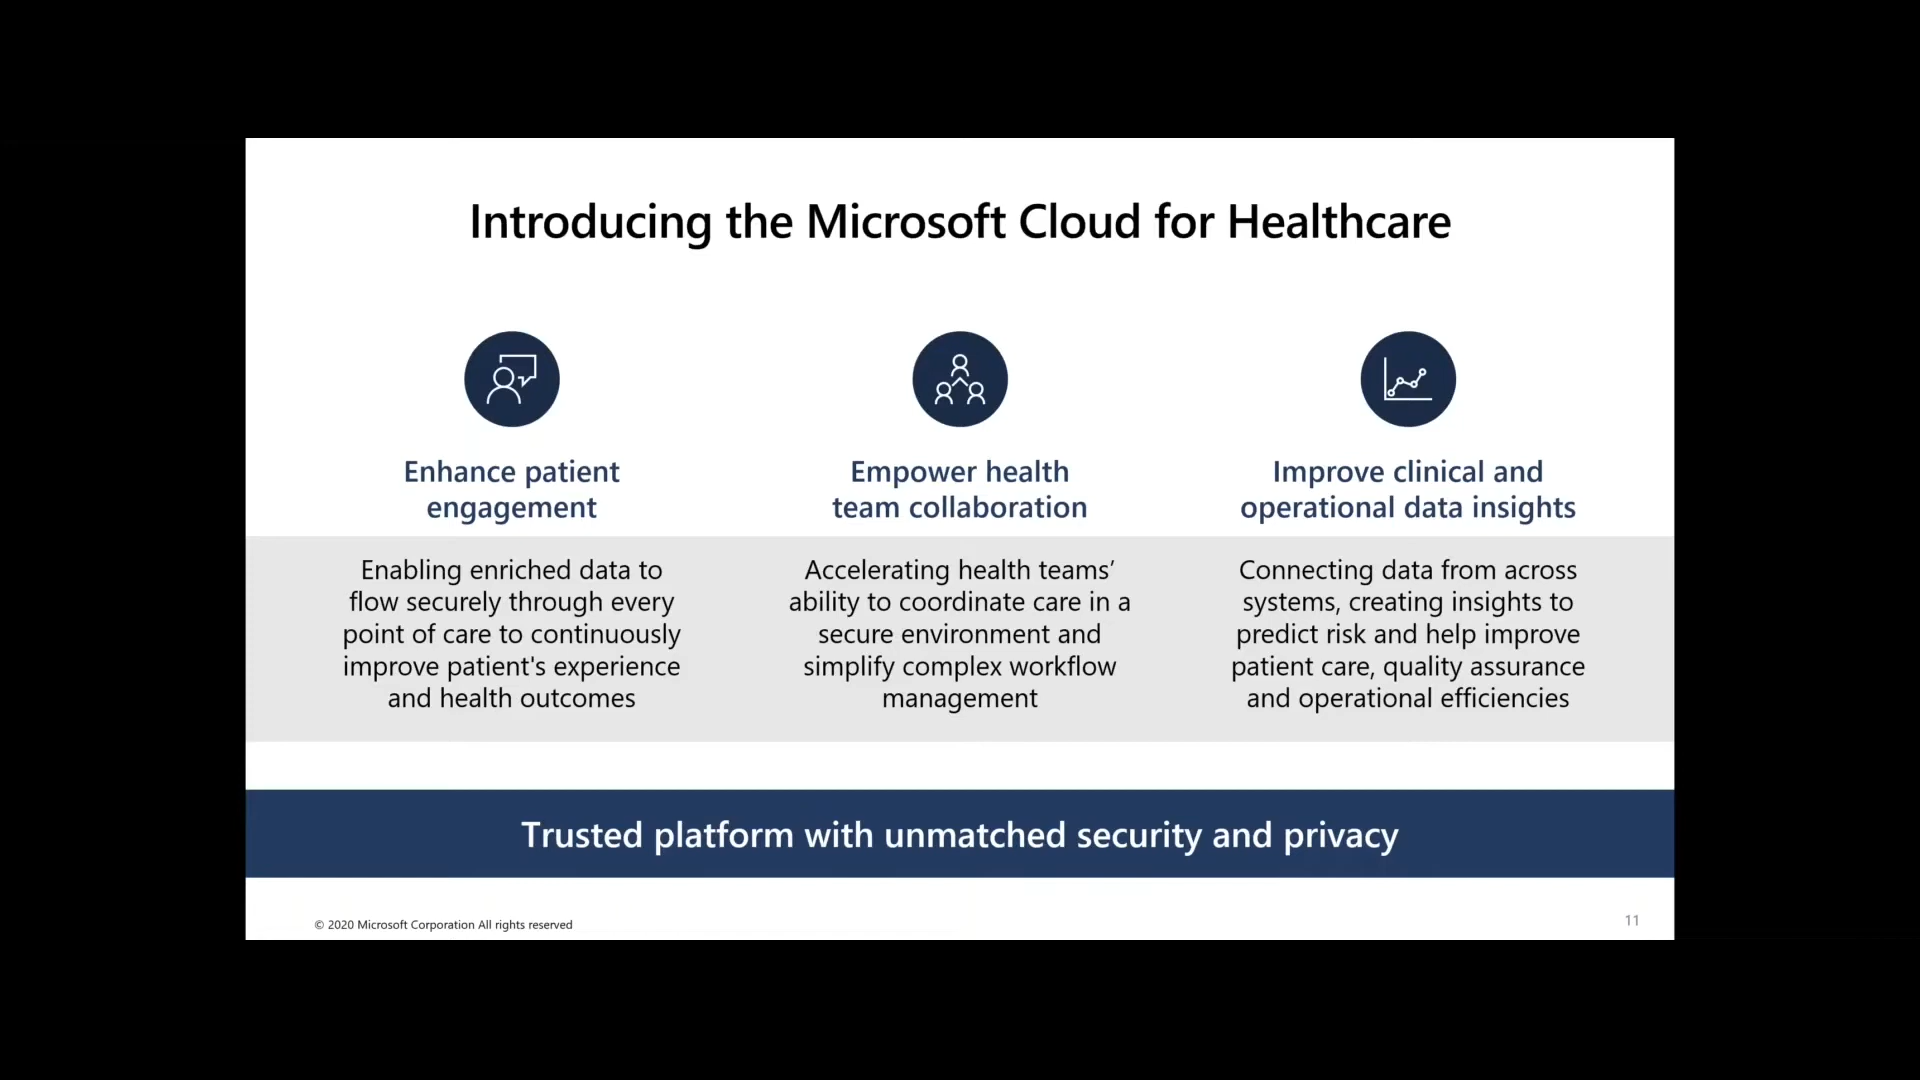 Introducing the Microsoft Cloud for Healthcare
Enhance patient
engagement
Enabling enriched data to
flow securely through every
point of care to continuously
improve patient's experience
and health outcomes
Empower health
team collaboration
Accelerating health teams’
ability to coordinate care in a
secure environment and
simplify complex workflow
management
Improve clinical and
operational data insights
Connecting data from across
systems, creating insights to
predict risk and help improve
patient care, quality assurance
and operational efficiencies
Trusted platform with unmatched security and privacy
© 2020 Microsoft Corporation All rights reserved
11